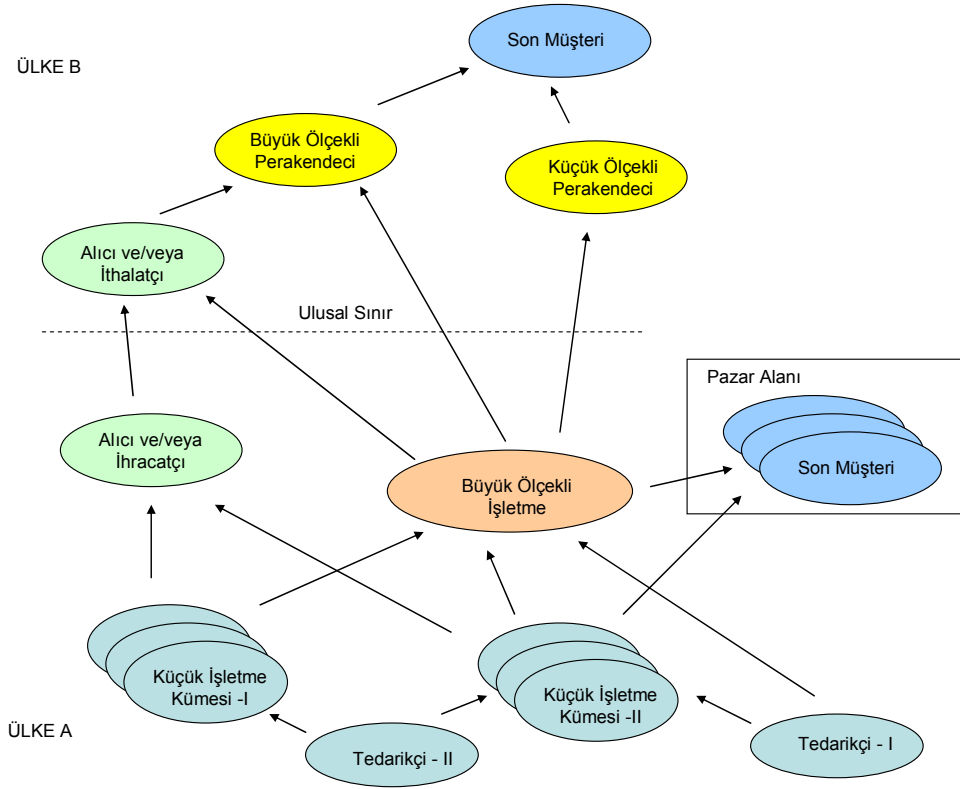 Son Müşteri
ÜLKE B
Büyük Ölçekli
Perakendeci
Küçük Ölçekli
Perakendeci
Alıcı ve/veya
İthalatçı
Ulusal Sınır
Pazar Alanı
Alıcı ve/veya
İhracatçı
Son Müşteri
Büyük Ölçekli
İşletme
Küçük İşletme
Kümesi -I
Küçük İşletme
Kümesi -II
ÜLKE A
Tedarikçi - II
Tedarikçi - I